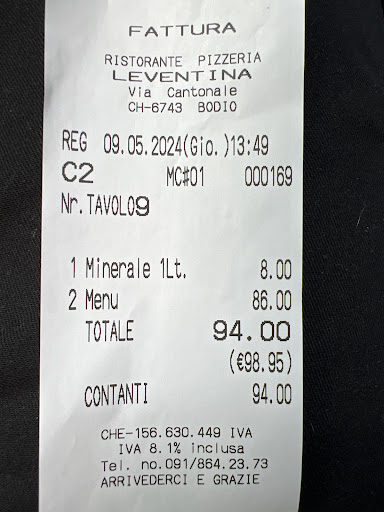 FATTURA
RISTORANTE PIZZERIA
LEVENTINA
Via Cantonale
CH-6743 BODIO
REG 09.05.2024(Gio.)13:49
C2 MC#01 000169
Nr.TAVOLO9
1 Minerale 1Lt. 8.00
2 Menu 86.00
TOTALE 94.00
(€98.95)
CONTANTI 94.00
CHE-156.630.449 IVA
IVA 8.1% inclusa
Tel. no.091/864.23.73
ARRIVEDERCI E GRAZIE